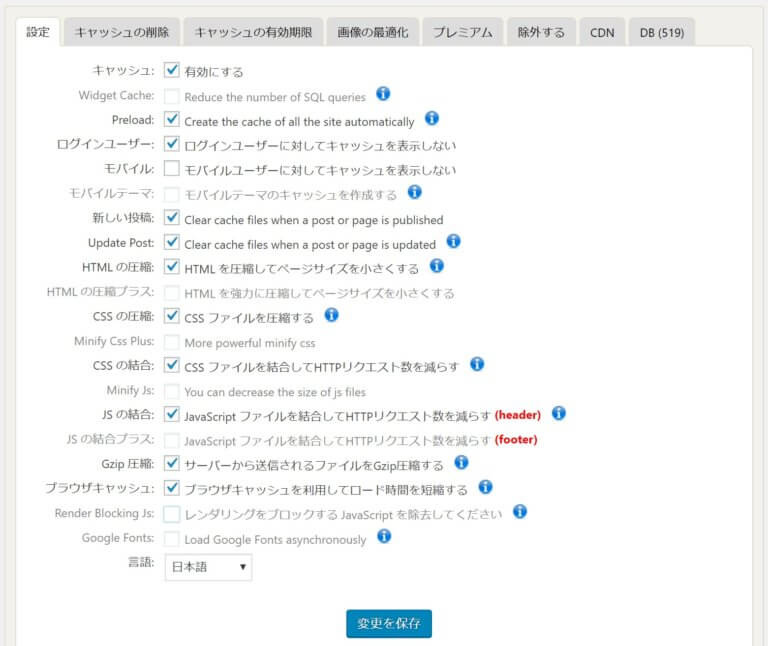 設定 キャッシュの削除 キャッシュの有効期限 画像の最適化 プレミアム 除外する CDN DB (519)
キャッシュ: 有効にする
Widget Cache: Reduce the number of SQL queries
Preload: Create the cache of all the site automatically
ログインユーザー: ログインユーザーに対してキャッシュを表示しない
モバイル: モバイルユーザーに対してキャッシュを表示しない
モバイルテーマ: モバイルテーマのキャッシュを作成する
新しい投稿: Clear cache files when a post or page is published
Update Post: Clear cache files when a post or page is updated
HTML の圧縮: HTML を圧縮してページサイズを小さくする
HTML の圧縮プラス: HTML を強力に圧縮してページサイズを小さくする
CSS の圧縮: CSS ファイルを圧縮する
Minify Css Plus: More powerful minify css
CSS の結合: CSS ファイルを結合してHTTPリクエスト数を減らす
Minify Js: You can decrease the size of js files
JS の結合: JavaScript ファイルを結合してHTTPリクエスト数を減らす (header)
JS の結合プラス: JavaScript ファイルを結合してHTTPリクエスト数を減らす (footer)
Gzip 圧縮: サーバーから送信されるファイルをGzip圧縮する
ブラウザキャッシュ: ブラウザキャッシュを利用してロード時間を短縮する
Render Blocking Js: レンダリングをブロックする JavaScript を除去してください
Google Fonts: Load Google Fonts asynchronously
言語: 日本語
変更を保存